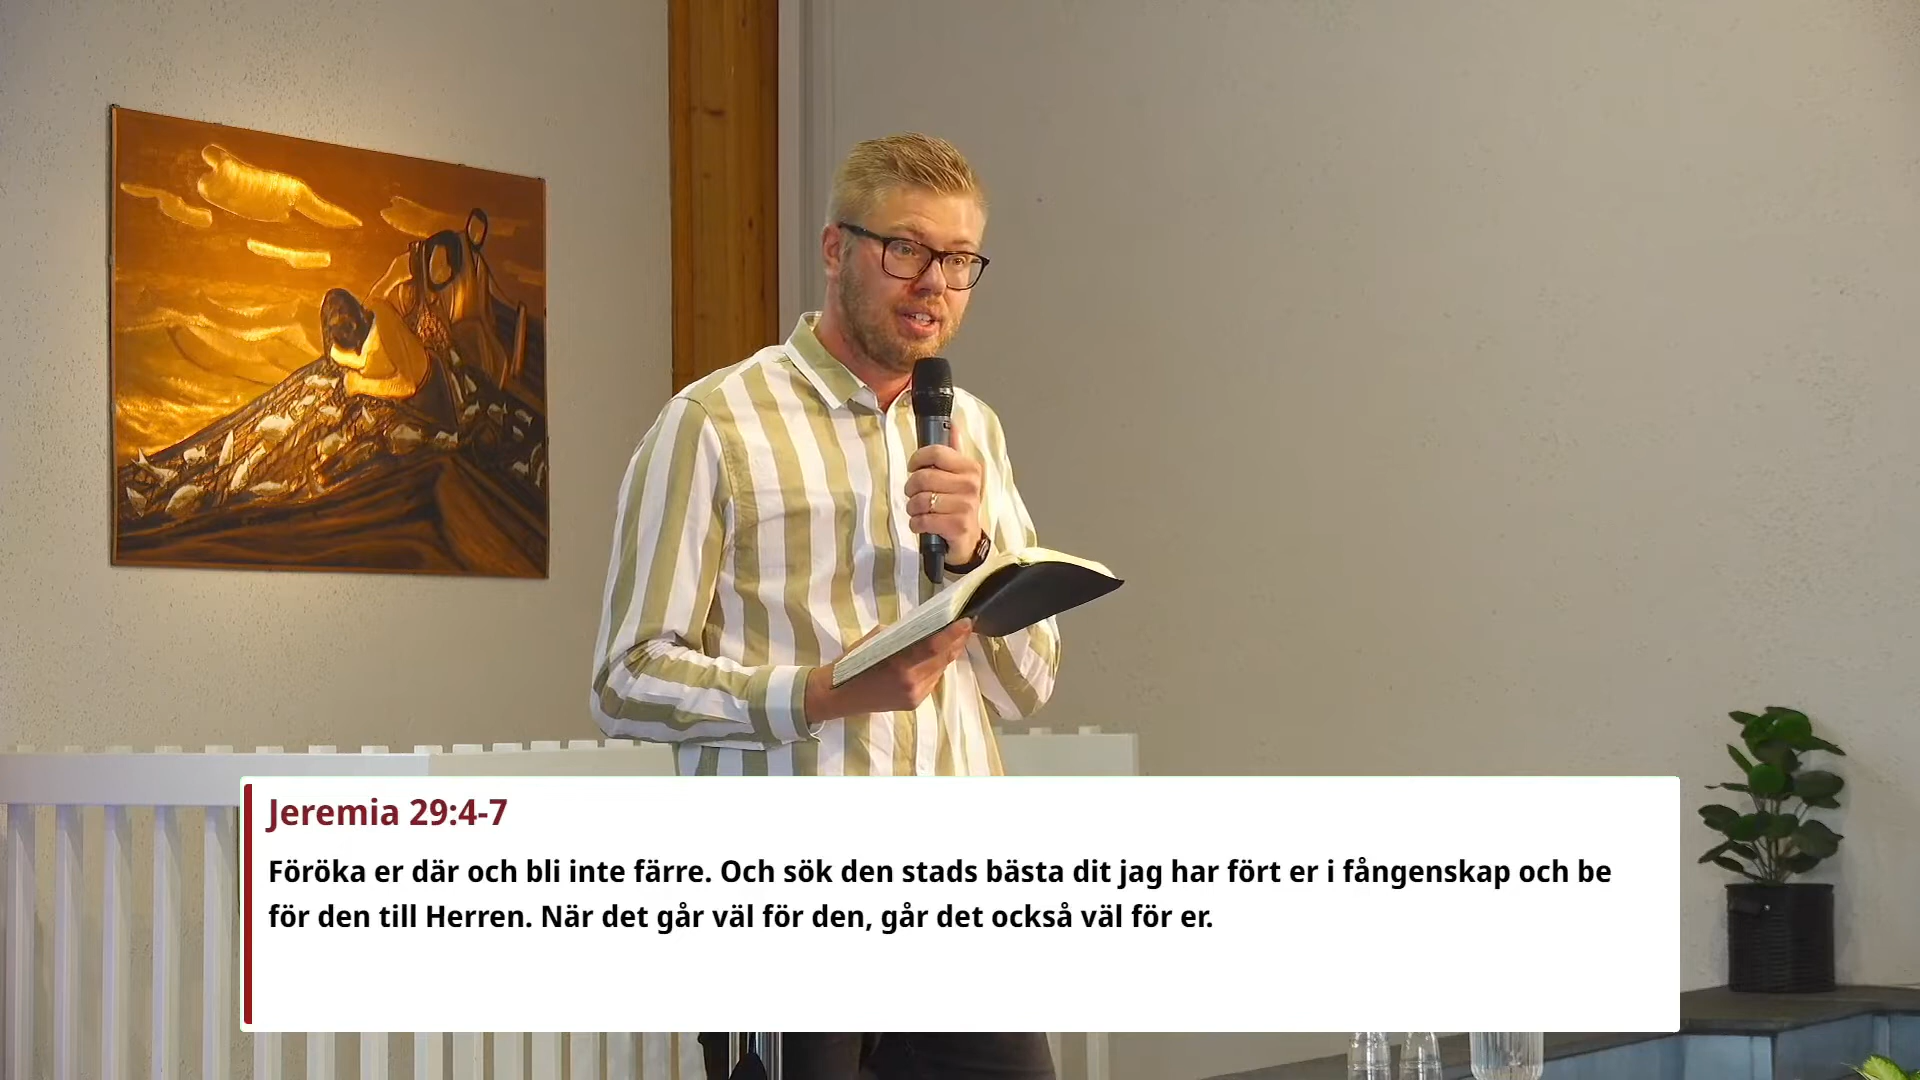 Jeremia 29:4-7
Föröka er där och bli inte färre. Och sök den stads bästa dit jag har fört er i fångenskap och be
för den till Herren. När det går väl för den, går det också väl för er.